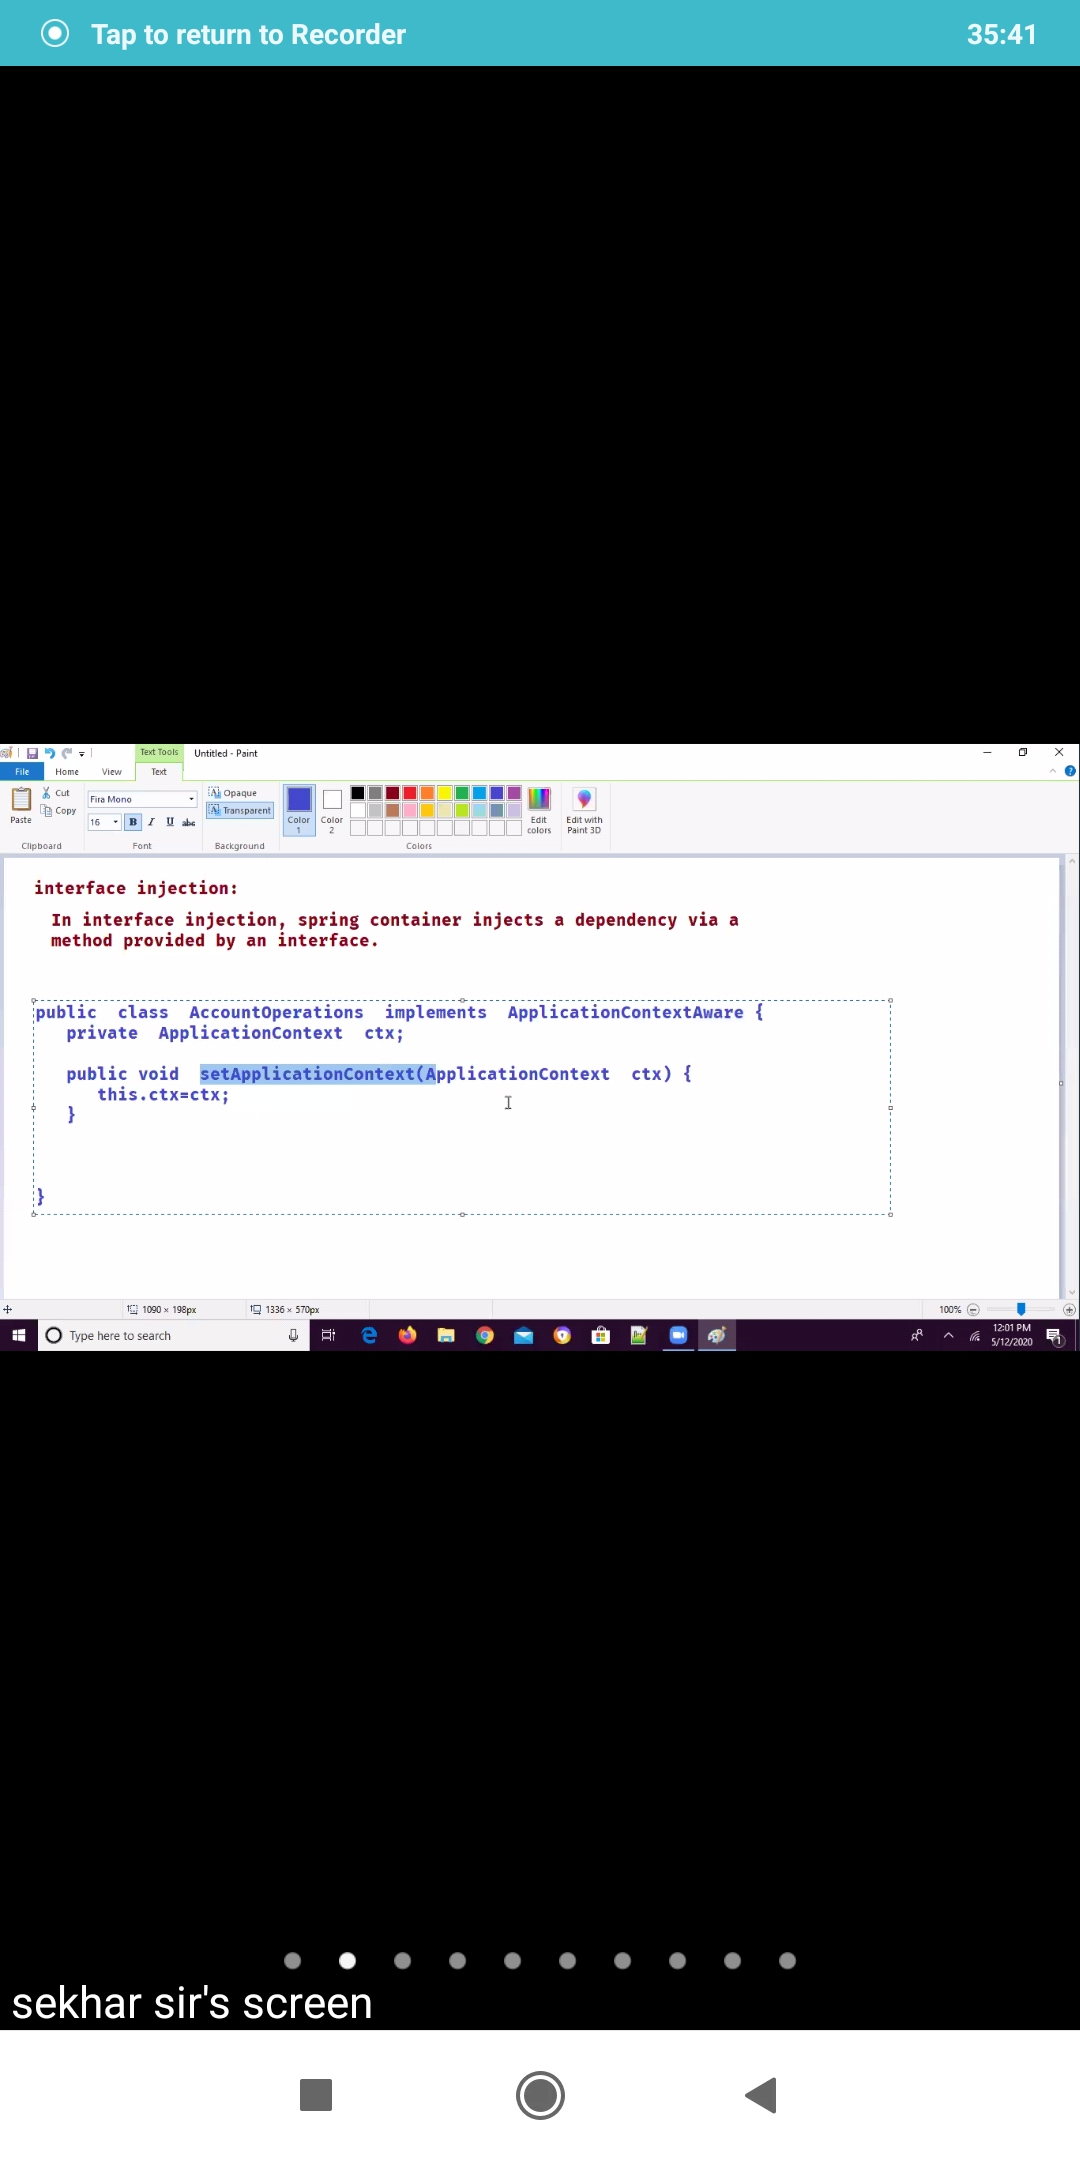 Tap to return to Recorder 35:41
Text Tools Untitled - Paint
File Home View Text
Paste Cut Copy Clipboard
Fira Mono
16 B I U abc
Font
Opaque
Transparent
Background
Color 1 Color 2 Edit colors Edit with Paint 3D
Colors
interface injection:
In interface injection, spring container injects a dependency via a
method provided by an interface.
public class AccountOperations implements ApplicationContextAware {
private ApplicationContext ctx;
public void setApplicationContext(ApplicationContext ctx) {
this.ctx=ctx;
}
}
1090 × 198px 1336 × 570px 100%
Type here to search 12:01 PM
5/12/2020
1
sekhar sir's screen